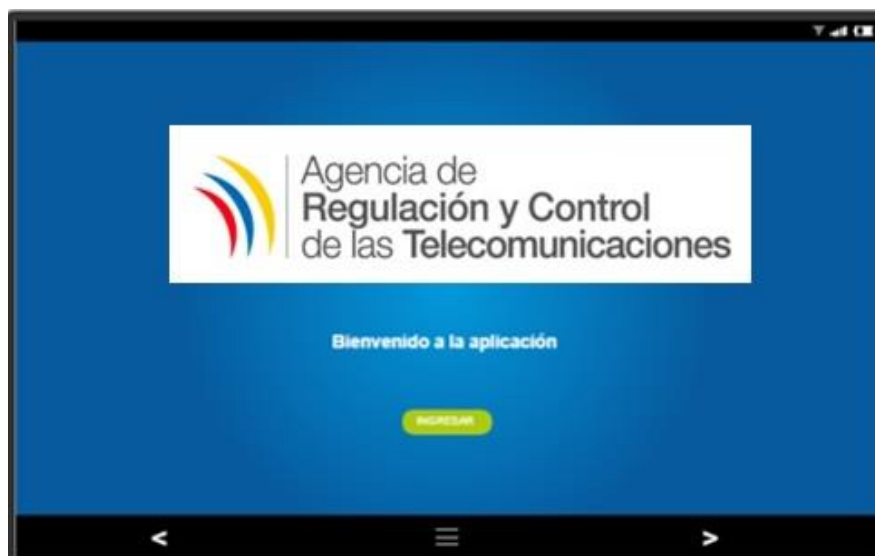 Agencia de
Regulación y Control
de las Telecomunicaciones
Bienvenido a la aplicación
INGRESAR